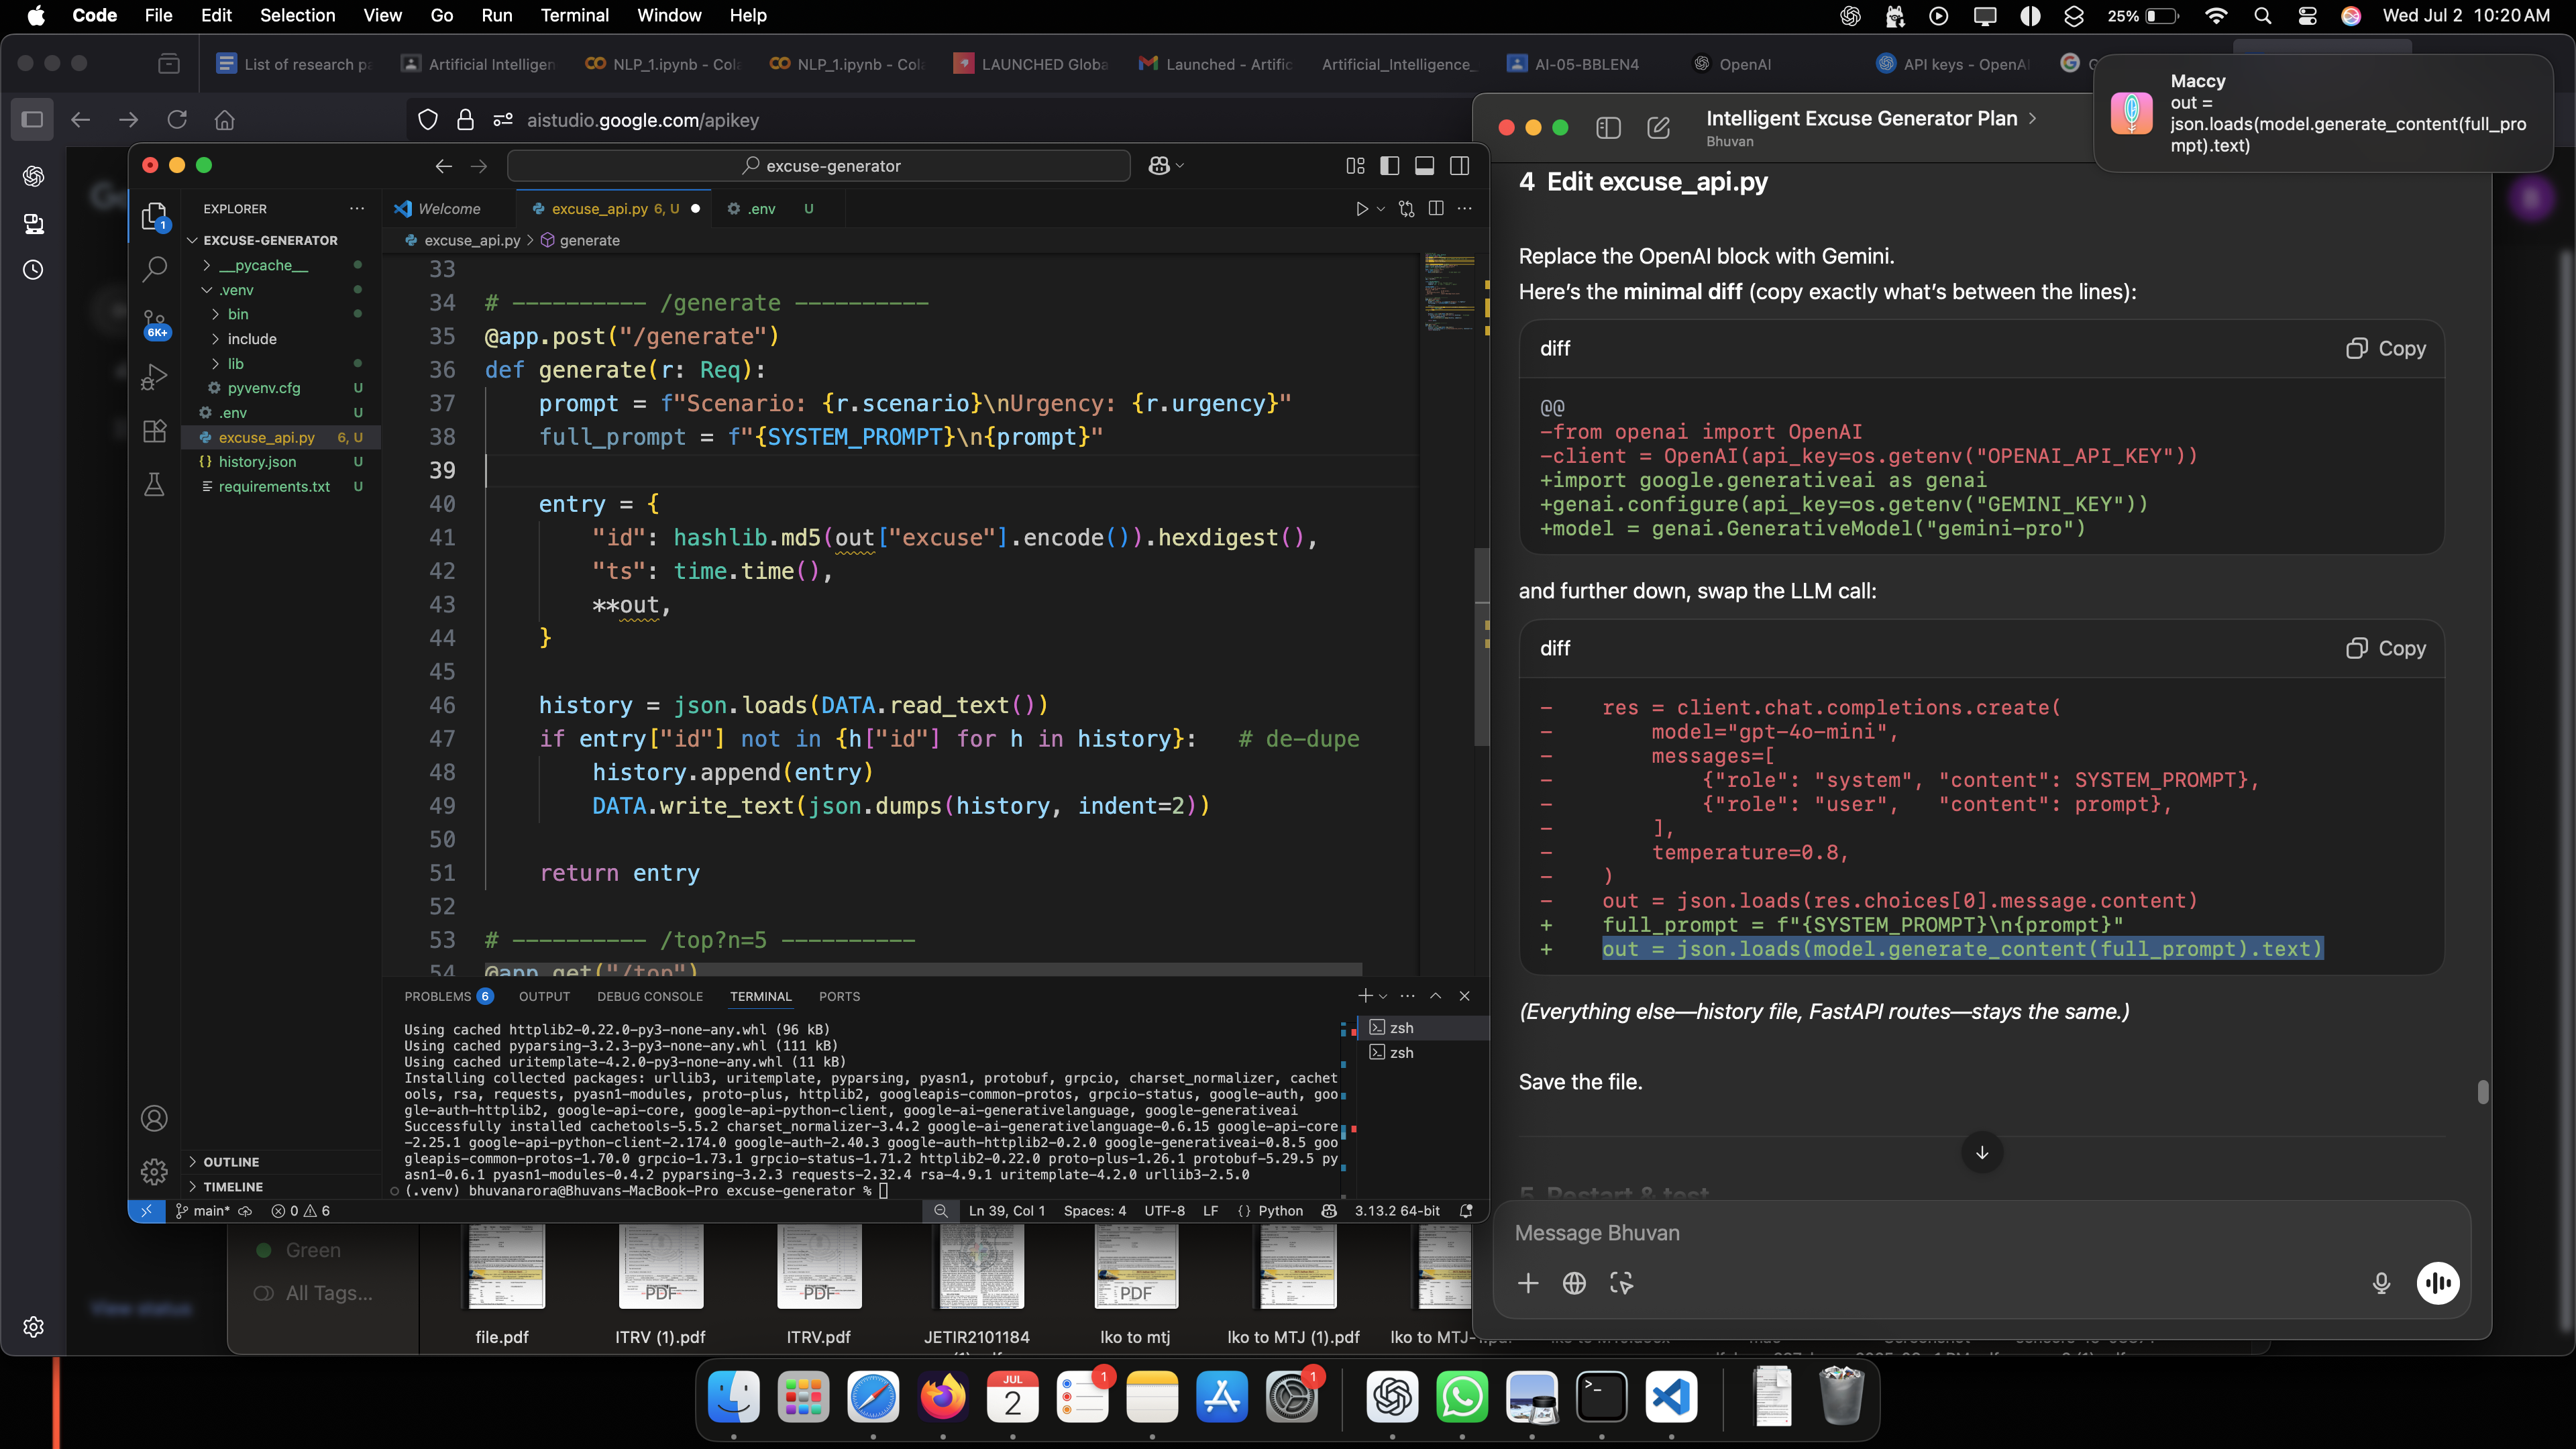 Code File Edit Selection View Go Run Terminal Window Help
25% Wed Jul 2 10:20 AM
List of research pa
Artificial Intelligen
NLP_1.ipynb - Col
NLP_1.ipynb - Col
LAUNCHED Globa
Launched - Artific
Artificial_Intelligence_
AI-05-BBLEN4
OpenAI
API keys - OpenAI
aistudio.google.com/apikey
Maccy
out =
json.loads(model.generate_content(full_pro
mpt).text)
excuse-generator
EXPLORER
EXCUSE-GENERATOR
__pycache__
.venv
bin
include
lib
pyvenv.cfg U
.env U
excuse_api.py 6, U
history.json U
requirements.txt U
OUTLINE
TIMELINE
1
6K+
Welcome
excuse_api.py 6, U
.env U
excuse_api.py > generate
33
34 # ---------- /generate ----------
35 @app.post("/generate")
36 def generate(r: Req):
37 prompt = f"Scenario: {r.scenario}\nUrgency: {r.urgency}"
38 full_prompt = f"{SYSTEM_PROMPT}\n{prompt}"
39
40 entry = {
41 "id": hashlib.md5(out["excuse"].encode()).hexdigest(),
42 "ts": time.time(),
43 **out,
44 }
45
46 history = json.loads(DATA.read_text())
47 if entry["id"] not in {h["id"] for h in history}: # de-dupe
48 history.append(entry)
49 DATA.write_text(json.dumps(history, indent=2))
50
51 return entry
52
53 # ---------- /top?n=5 ----------
54 @app.get("/top")
PROBLEMS 6 OUTPUT DEBUG CONSOLE TERMINAL PORTS
Using cached httplib2-0.22.0-py3-none-any.whl (96 kB)
Using cached pyparsing-3.2.3-py3-none-any.whl (111 kB)
Using cached uritemplate-4.2.0-py3-none-any.whl (11 kB)
Installing collected packages: urllib3, uritemplate, pyparsing, pyasn1, protobuf, grpcio, charset_normalizer, cachet
ools, rsa, requests, pyasn1-modules, proto-plus, httplib2, googleapis-common-protos, grpcio-status, google-auth, goo
gle-auth-httplib2, google-api-core, google-api-python-client, google-ai-generativelanguage, google-generativeai
Successfully installed cachetools-5.5.2 charset_normalizer-3.4.2 google-ai-generativelanguage-0.6.15 google-api-core
-2.25.1 google-api-python-client-2.174.0 google-auth-2.40.3 google-auth-httplib2-0.2.0 google-generativeai-0.8.5 goo
gleapis-common-protos-1.70.0 grpcio-1.73.1 grpcio-status-1.71.2 httplib2-0.22.0 proto-plus-1.26.1 protobuf-5.29.5 py
asn1-0.6.1 pyasn1-modules-0.4.2 pyparsing-3.2.3 requests-2.32.4 rsa-4.9.1 uritemplate-4.2.0 urllib3-2.5.0
(.venv) bhuvanarora@Bhuvans-MacBook-Pro excuse-generator %
zsh
zsh
main* 0 6 Ln 39, Col 1 Spaces: 4 UTF-8 LF {} Python 3.13.2 64-bit
Intelligent Excuse Generator Plan >
Bhuvan
4 Edit excuse_api.py
Replace the OpenAI block with Gemini.
Here's the minimal diff (copy exactly what's between the lines):
diff Copy
@@
-from openai import OpenAI
-client = OpenAI(api_key=os.getenv("OPENAI_API_KEY"))
+import google.generativeai as genai
+genai.configure(api_key=os.getenv("GEMINI_KEY"))
+model = genai.GenerativeModel("gemini-pro")
and further down, swap the LLM call:
diff Copy
- res = client.chat.completions.create(
- model="gpt-4o-mini",
- messages=[
- {"role": "system", "content": SYSTEM_PROMPT},
- {"role": "user", "content": prompt},
- ],
- temperature=0.8,
- )
- out = json.loads(res.choices[0].message.content)
+ full_prompt = f"{SYSTEM_PROMPT}\n{prompt}"
+ out = json.loads(model.generate_content(full_prompt).text)
(Everything else—history file, FastAPI routes—stays the same.)
Save the file.
5 Restart & test
Message Bhuvan
View status
Green
All Tags...
PDF
PDF
PDF
file.pdf
ITRV (1).pdf
ITRV.pdf
JETIR2101184
lko to mtj
lko to MTJ (1).pdf
JUL
2
1
1